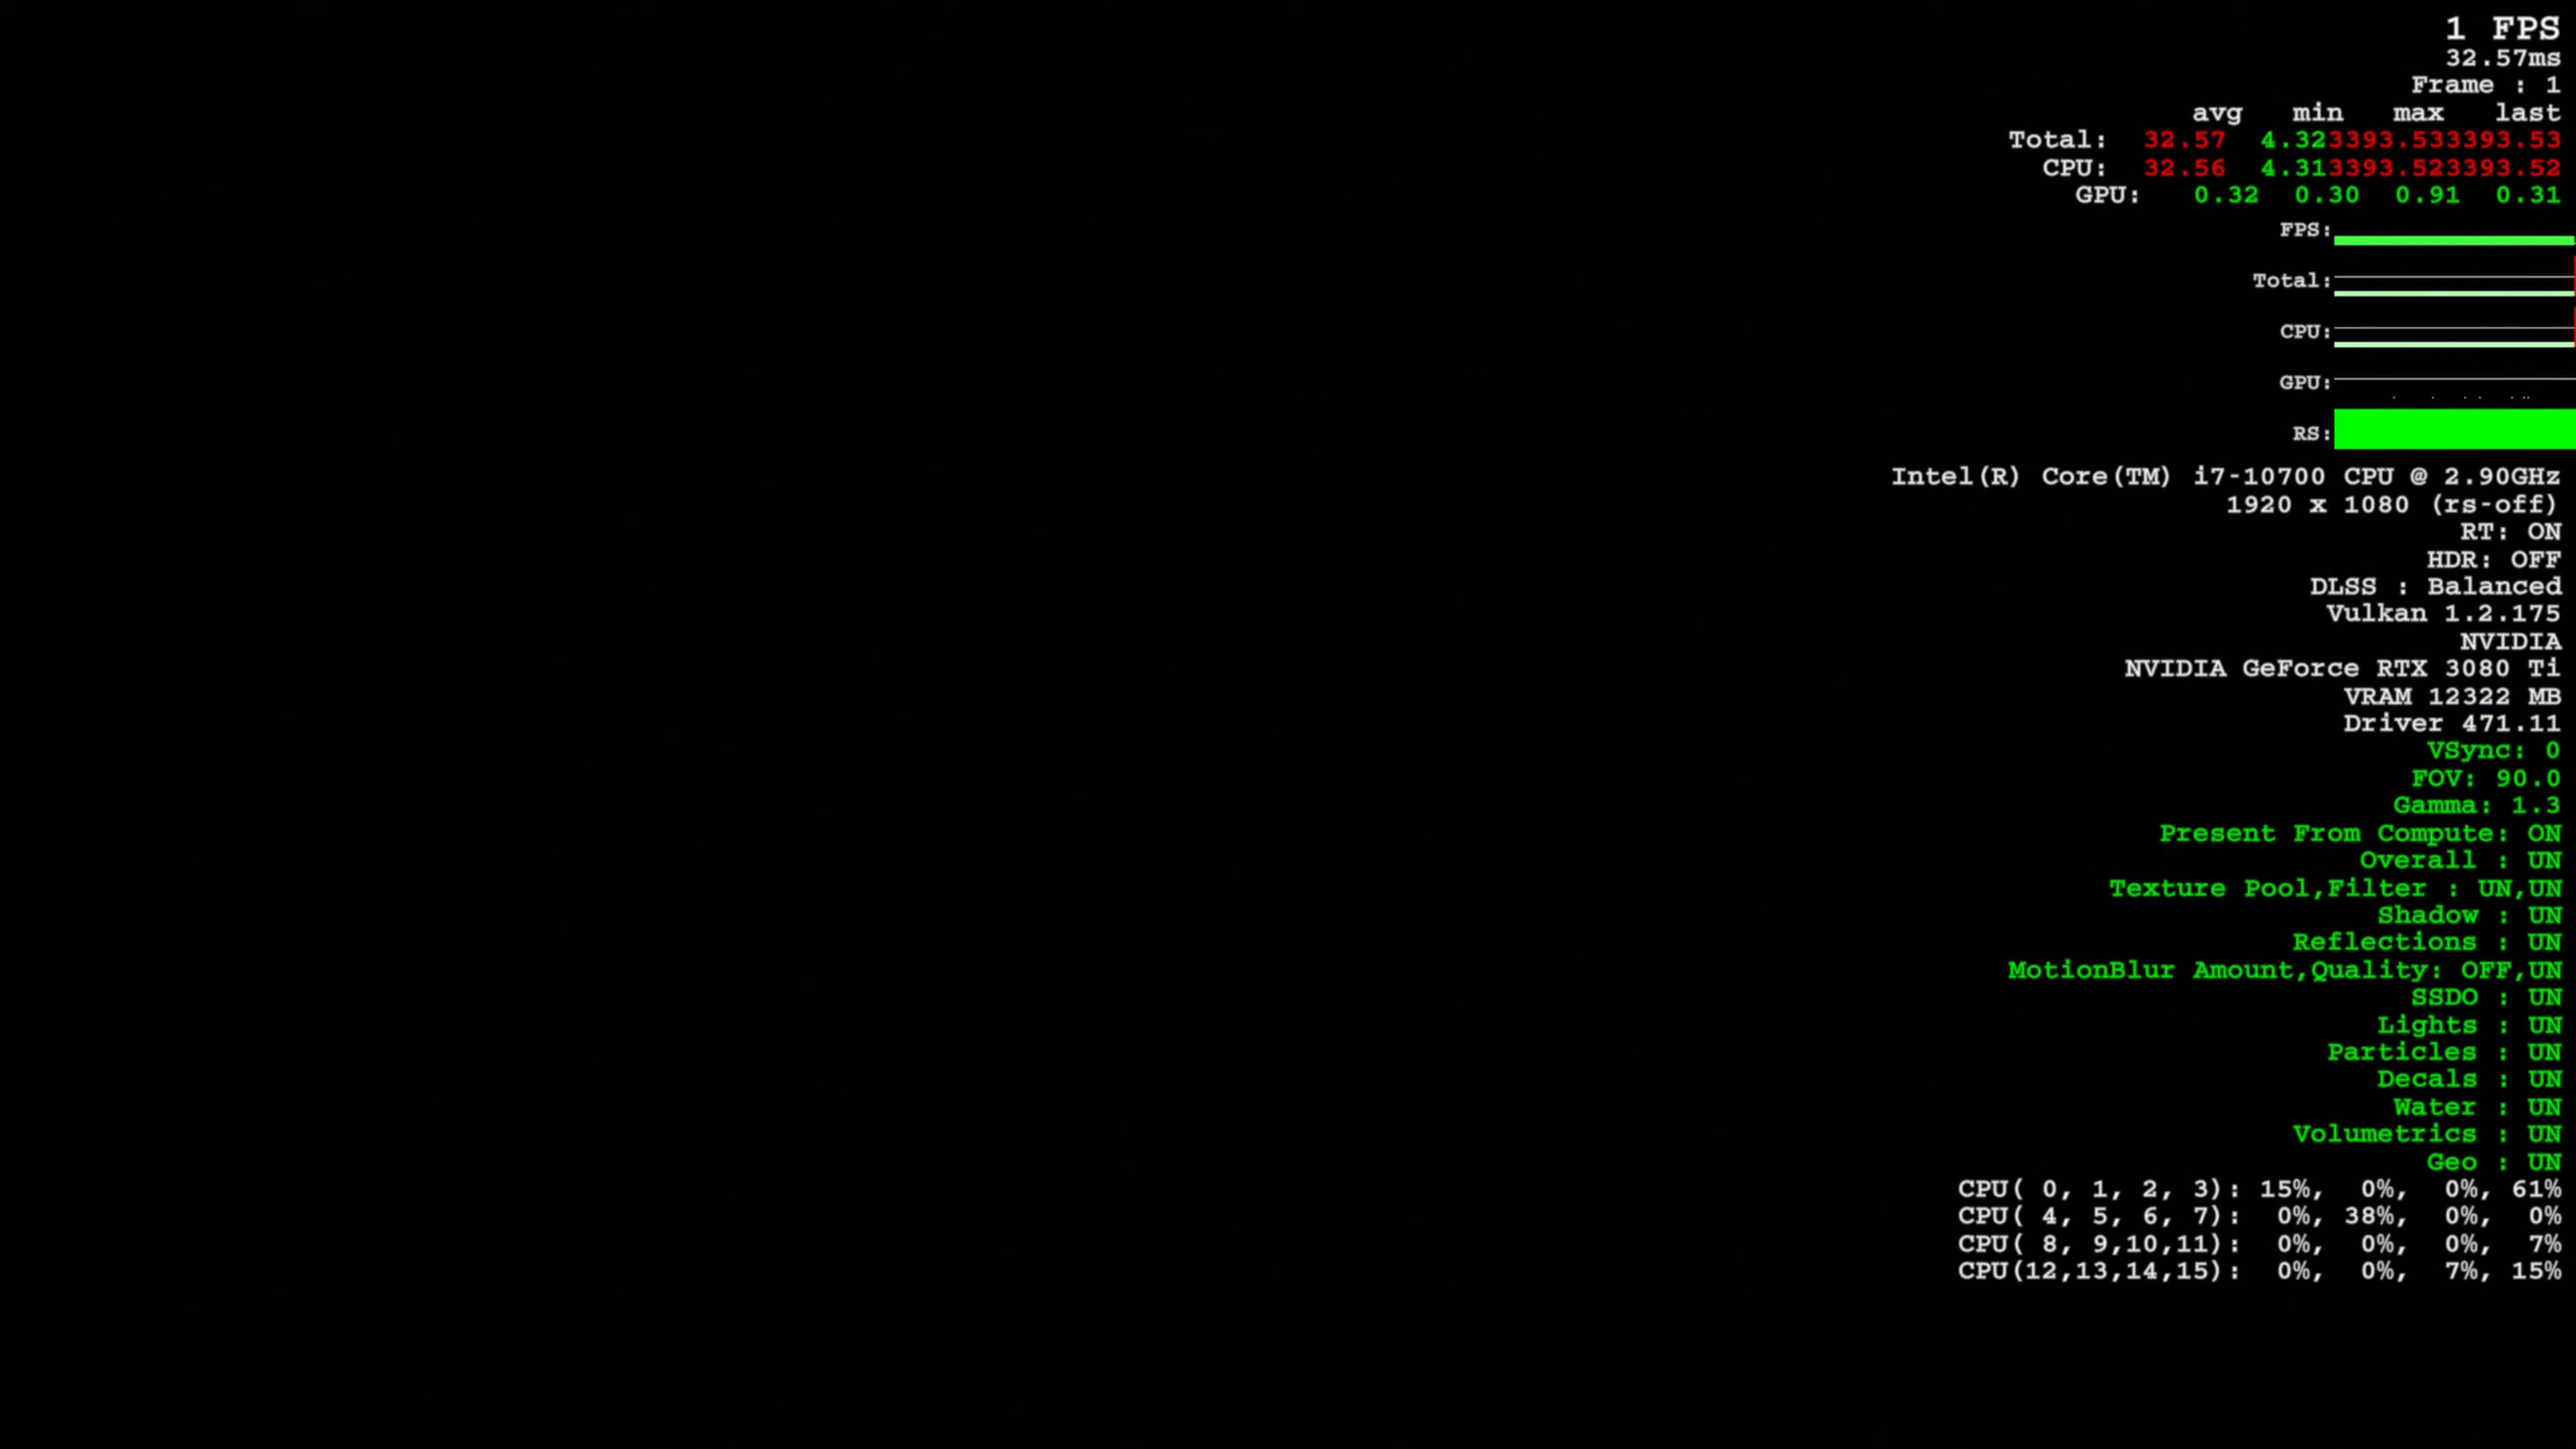 1 FPS
32.57ms
Frame : 1
avg min max last
Total: 32.57 4.323393.533393.53
CPU: 32.56 4.313393.523393.52
GPU: 0.32 0.30 0.91 0.31
FPS:
Total:
CPU:
GPU:
RS:
Intel(R) Core(TM) i7-10700 CPU @ 2.90GHz
1920 x 1080 (rs-off)
RT: ON
HDR: OFF
DLSS : Balanced
Vulkan 1.2.175
NVIDIA
NVIDIA GeForce RTX 3080 Ti
VRAM 12322 MB
Driver 471.11
VSync: 0
FOV: 90.0
Gamma: 1.3
Present From Compute: ON
Overall : UN
Texture Pool,Filter : UN,UN
Shadow : UN
Reflections : UN
MotionBlur Amount,Quality: OFF,UN
SSDO : UN
Lights : UN
Particles : UN
Decals : UN
Water : UN
Volumetrics : UN
Geo : UN
CPU( 0, 1, 2, 3): 15%, 0%, 0%, 61%
CPU( 4, 5, 6, 7): 0%, 38%, 0%, 0%
CPU( 8, 9,10,11): 0%, 0%, 0%, 7%
CPU(12,13,14,15): 0%, 0%, 7%, 15%